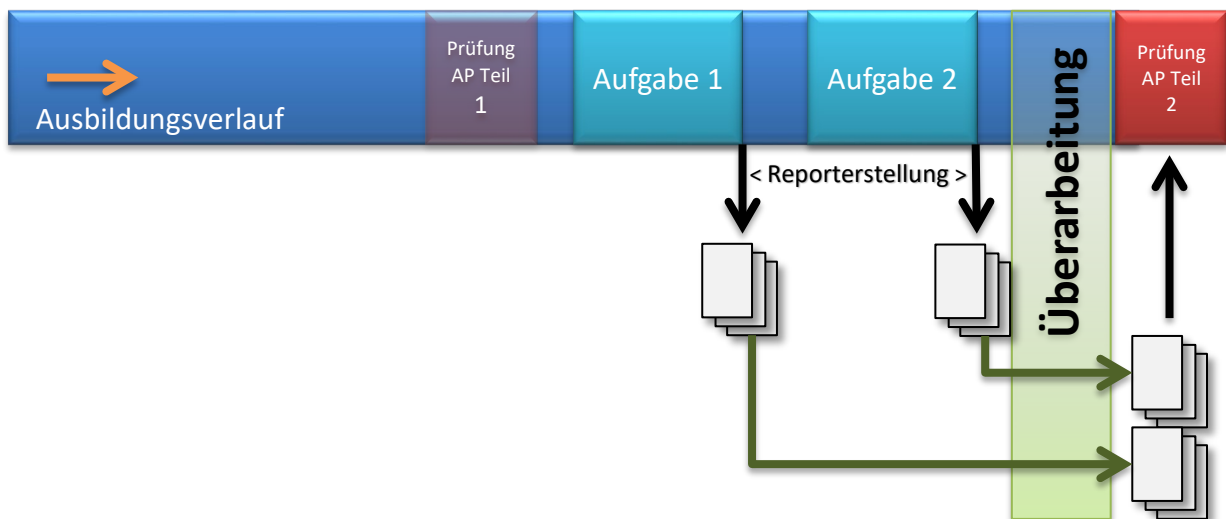 Ausbildungsverlauf
Prüfung
AP Teil
1
Aufgabe 1
Aufgabe 2
Überarbeitung
Prüfung
AP Teil
2
< Reporterstellung >